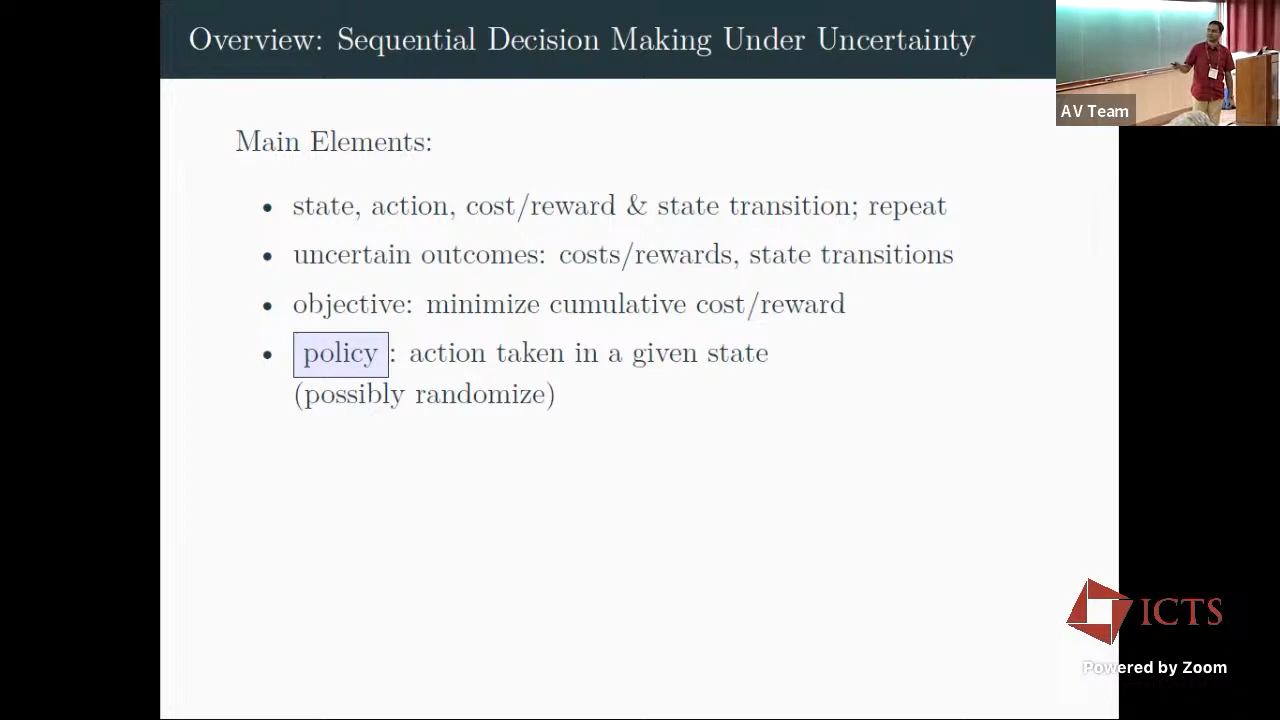 Overview: Sequential Decision Making Under Uncertainty
AV Team
Main Elements:
• state, action, cost/reward & state transition; repeat
• uncertain outcomes: costs/rewards, state transitions
• objective: minimize cumulative cost/reward
• policy : action taken in a given state
(possibly randomize)
ICTS
Powered by Zoom